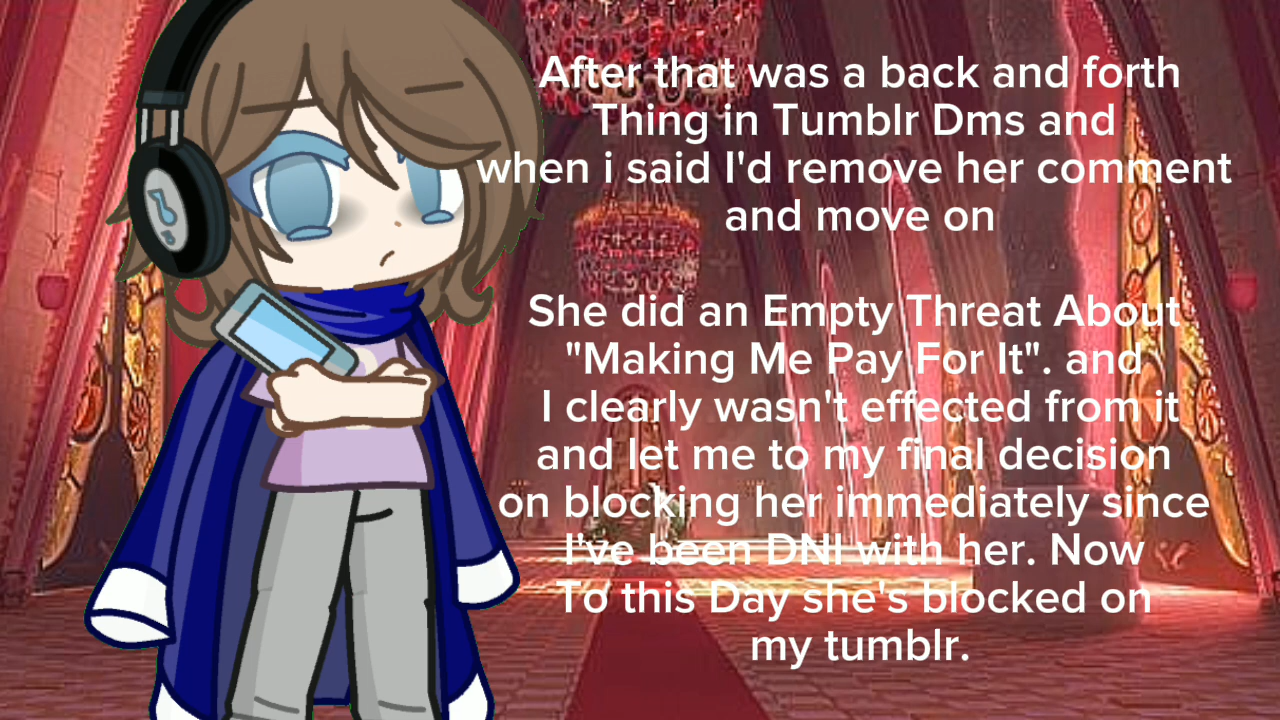 After that was a back and forth
Thing in Tumblr Dms and
when i said I'd remove her comment
and move on
She did an Empty Threat About
"Making Me Pay For It". and
I clearly wasn't effected from it
and let me to my final decision
on blocking her immediately since
I've been DNI with her. Now
To this Day she's blocked on
my tumblr.